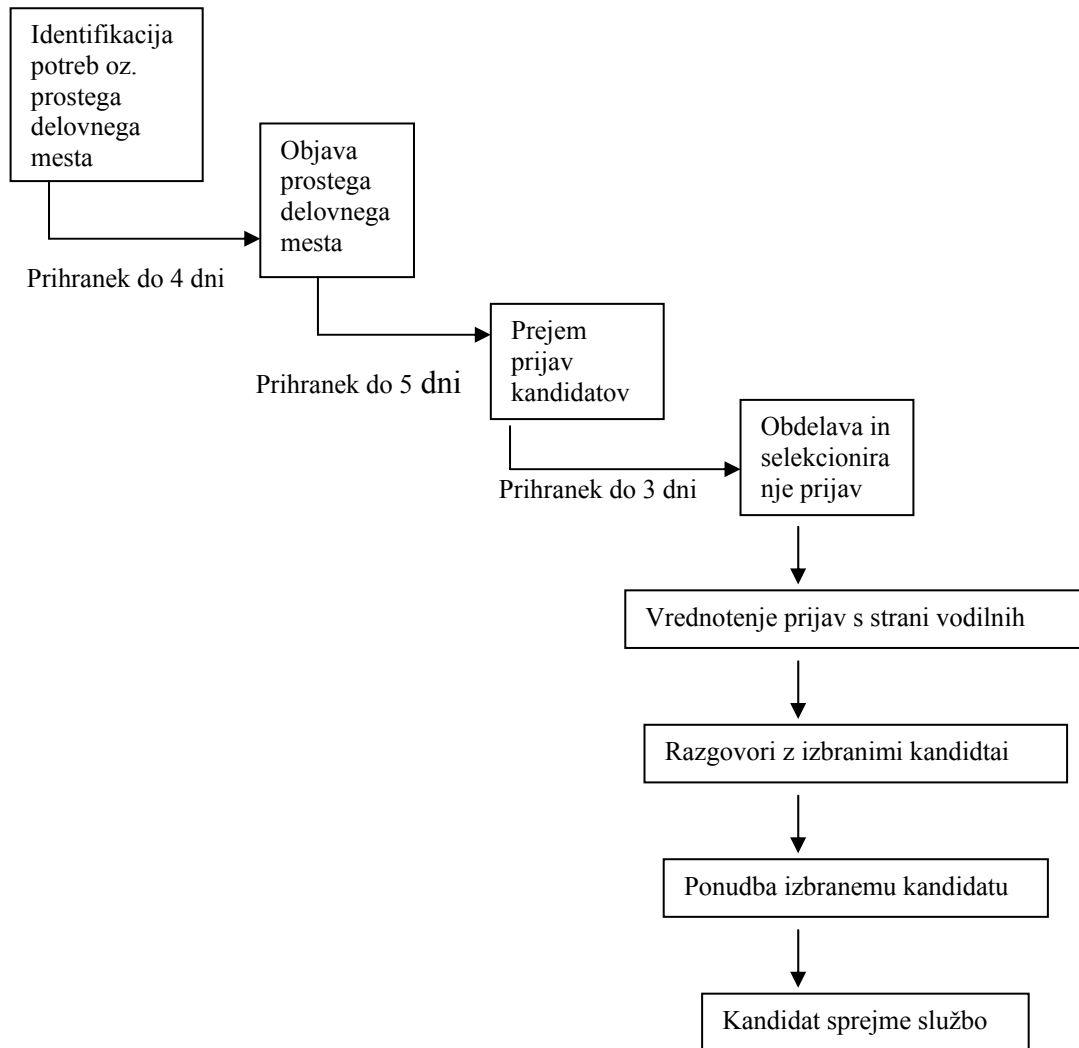 Identifikacija
potreb oz.
prostega
delovnega
mesta
Objava
prostega
delovnega
mesta
Prihranek do 4 dni
Prejem
prijav
kandidatov
Prihranek do 5 dni
Obdelava in
selekcionira
nje prijav
Prihranek do 3 dni
Vrednotenje prijav s strani vodilnih
Razgovori z izbranimi kandidtai
Ponudba izbranemu kandidatu
Kandidat sprejme službo